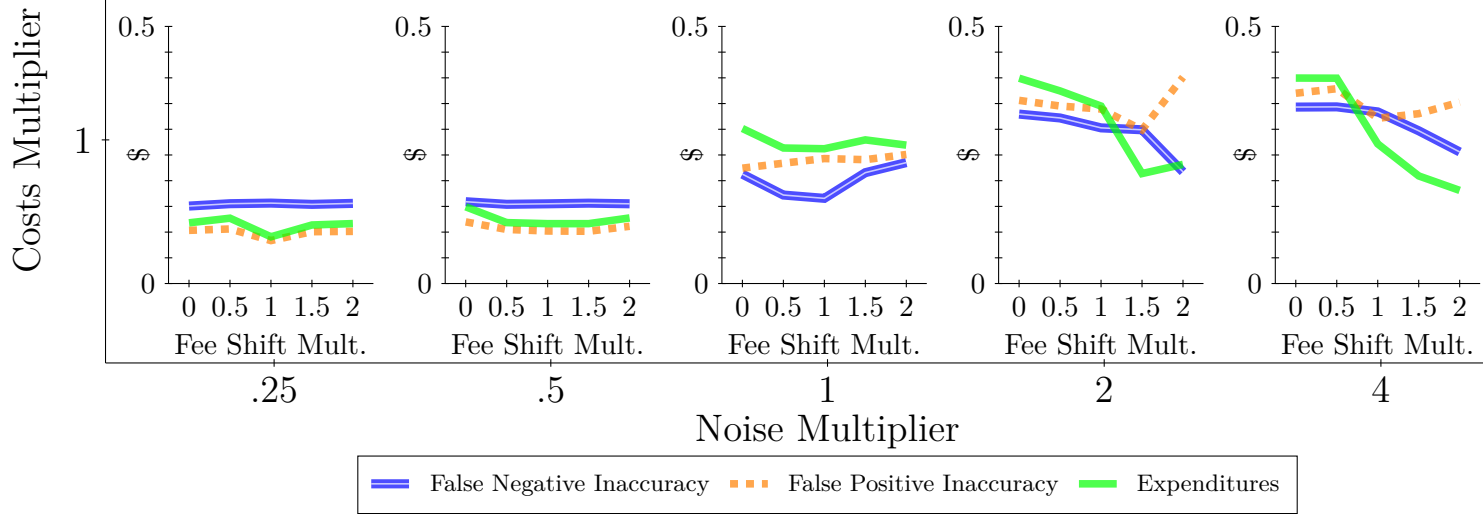 Costs Multiplier
1
0.5 0.5 0.5 0.5 0.5
$ $ $ $ $
0 0 0 0 0
0 0.5 1 1.5 2 0 0.5 1 1.5 2 0 0.5 1 1.5 2 0 0.5 1 1.5 2 0 0.5 1 1.5 2
Fee Shift Mult. Fee Shift Mult. Fee Shift Mult. Fee Shift Mult. Fee Shift Mult.
.25 .5 1 2 4
Noise Multiplier
False Negative Inaccuracy False Positive Inaccuracy Expenditures